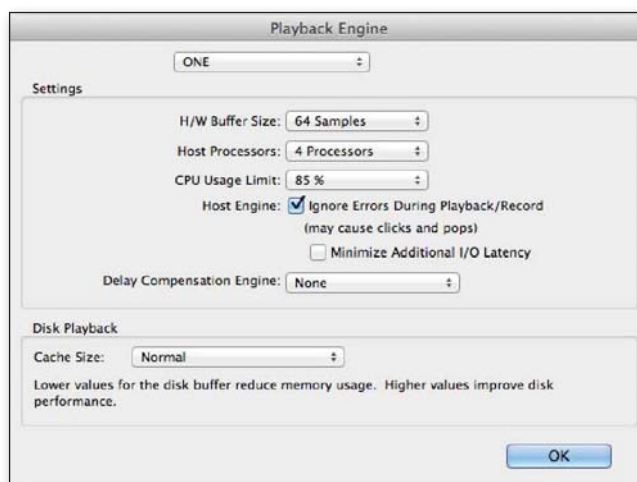 Playback Engine
ONE
Settings
H/W Buffer Size: 64 Samples
Host Processors: 4 Processors
CPU Usage Limit: 85 %
Host Engine: Ignore Errors During Playback/Record
(may cause clicks and pops)
Minimize Additional I/O Latency
Delay Compensation Engine: None
Disk Playback
Cache Size: Normal
Lower values for the disk buffer reduce memory usage. Higher values improve disk
performance.
OK